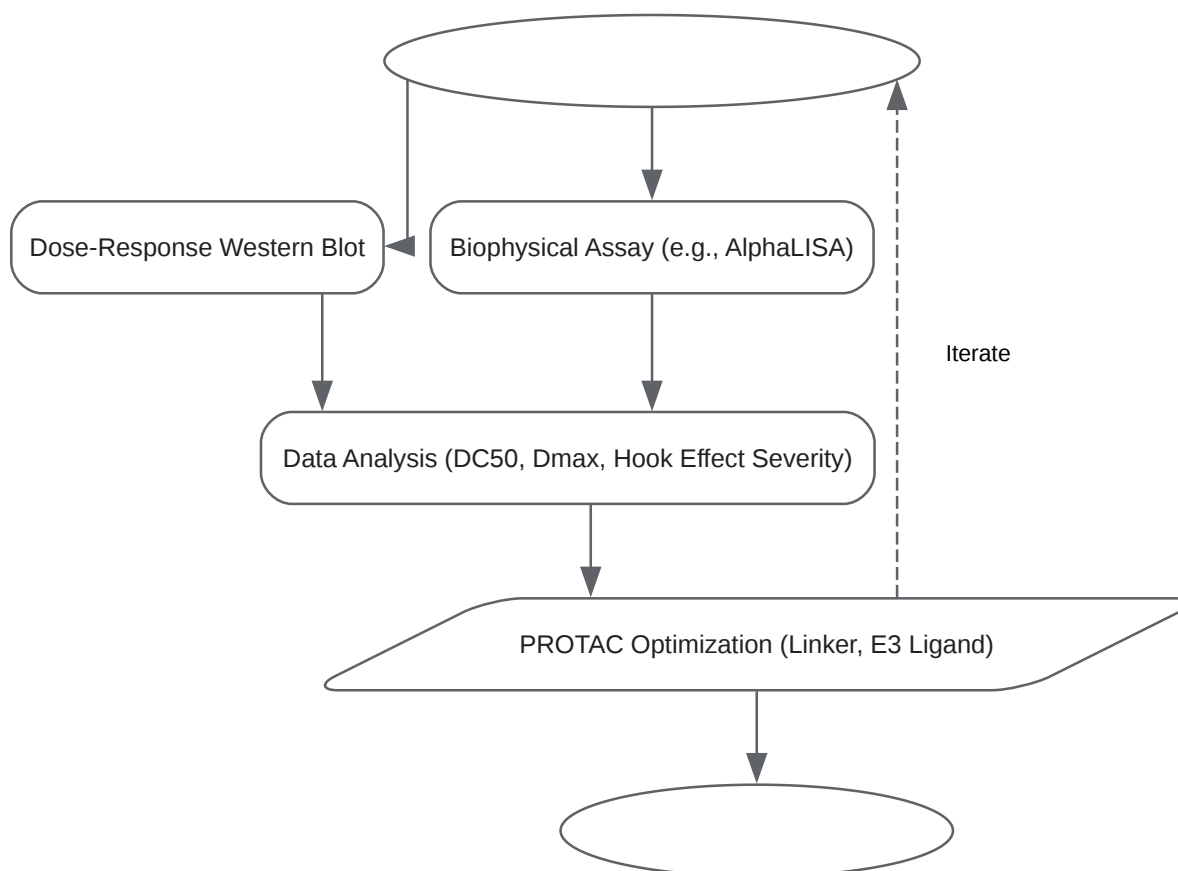 Dose-Response Western Blot
Biophysical Assay (e.g., AlphaLISA)
Iterate
Data Analysis (DC50, Dmax, Hook Effect Severity)
PROTAC Optimization (Linker, E3 Ligand)